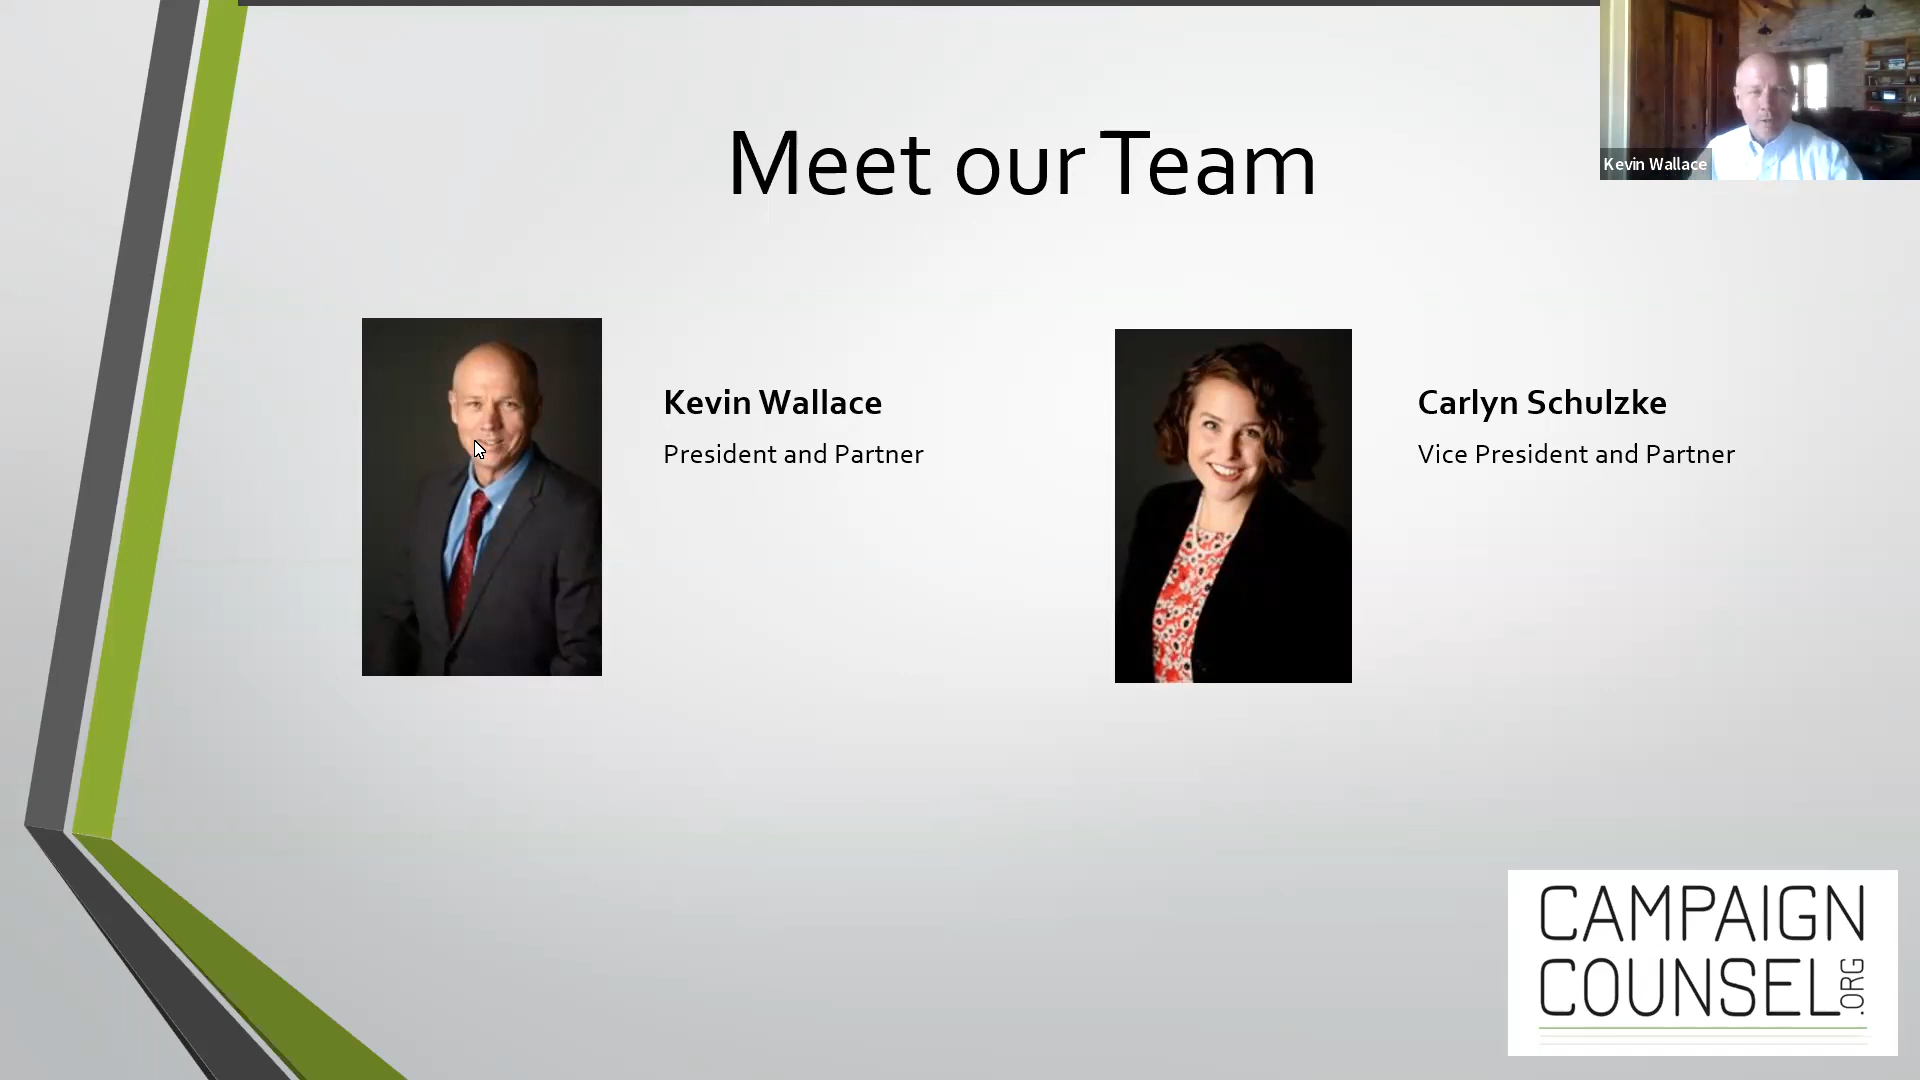 Meet our Team
Kevin Wallace
Kevin Wallace
President and Partner
Carlyn Schulzke
Vice President and Partner
CAMPAIGN
COUNSEL
.ORG